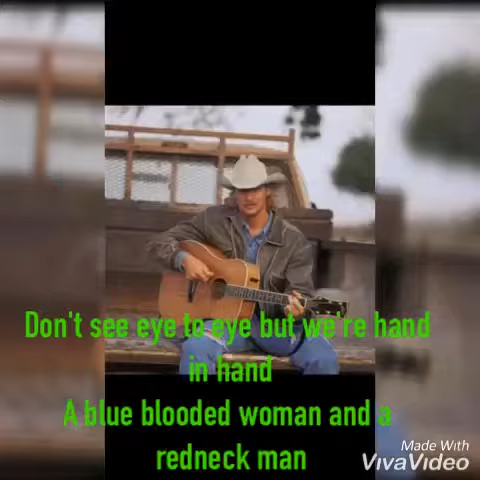 Don't see eye to eye but we're hand
in hand
A blue blooded woman and a
redneck man
Made With
VivaVideo